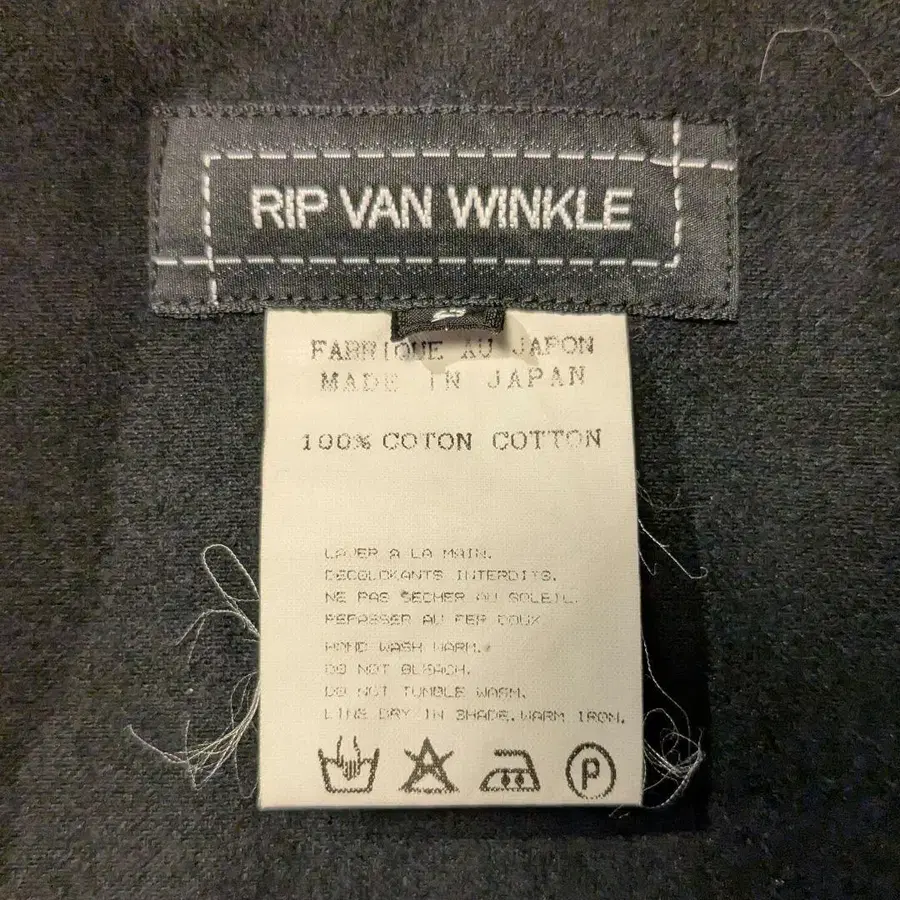 RIP VAN WINKLE
FABRIQUE AU JAPON
MADE IN JAPAN
100% COTON COTTON
LAVER A LA MAIN.
DECOLORANTS INTERDITS.
NE PAS SECHER AU SOLEIL.
REPASSER AU FER DOUX
HAND WASH WARM.
DO NOT BLEACH.
DO NOT TUMBLE WARM.
LINE DRY IN SHADE. WARM IRON.
P